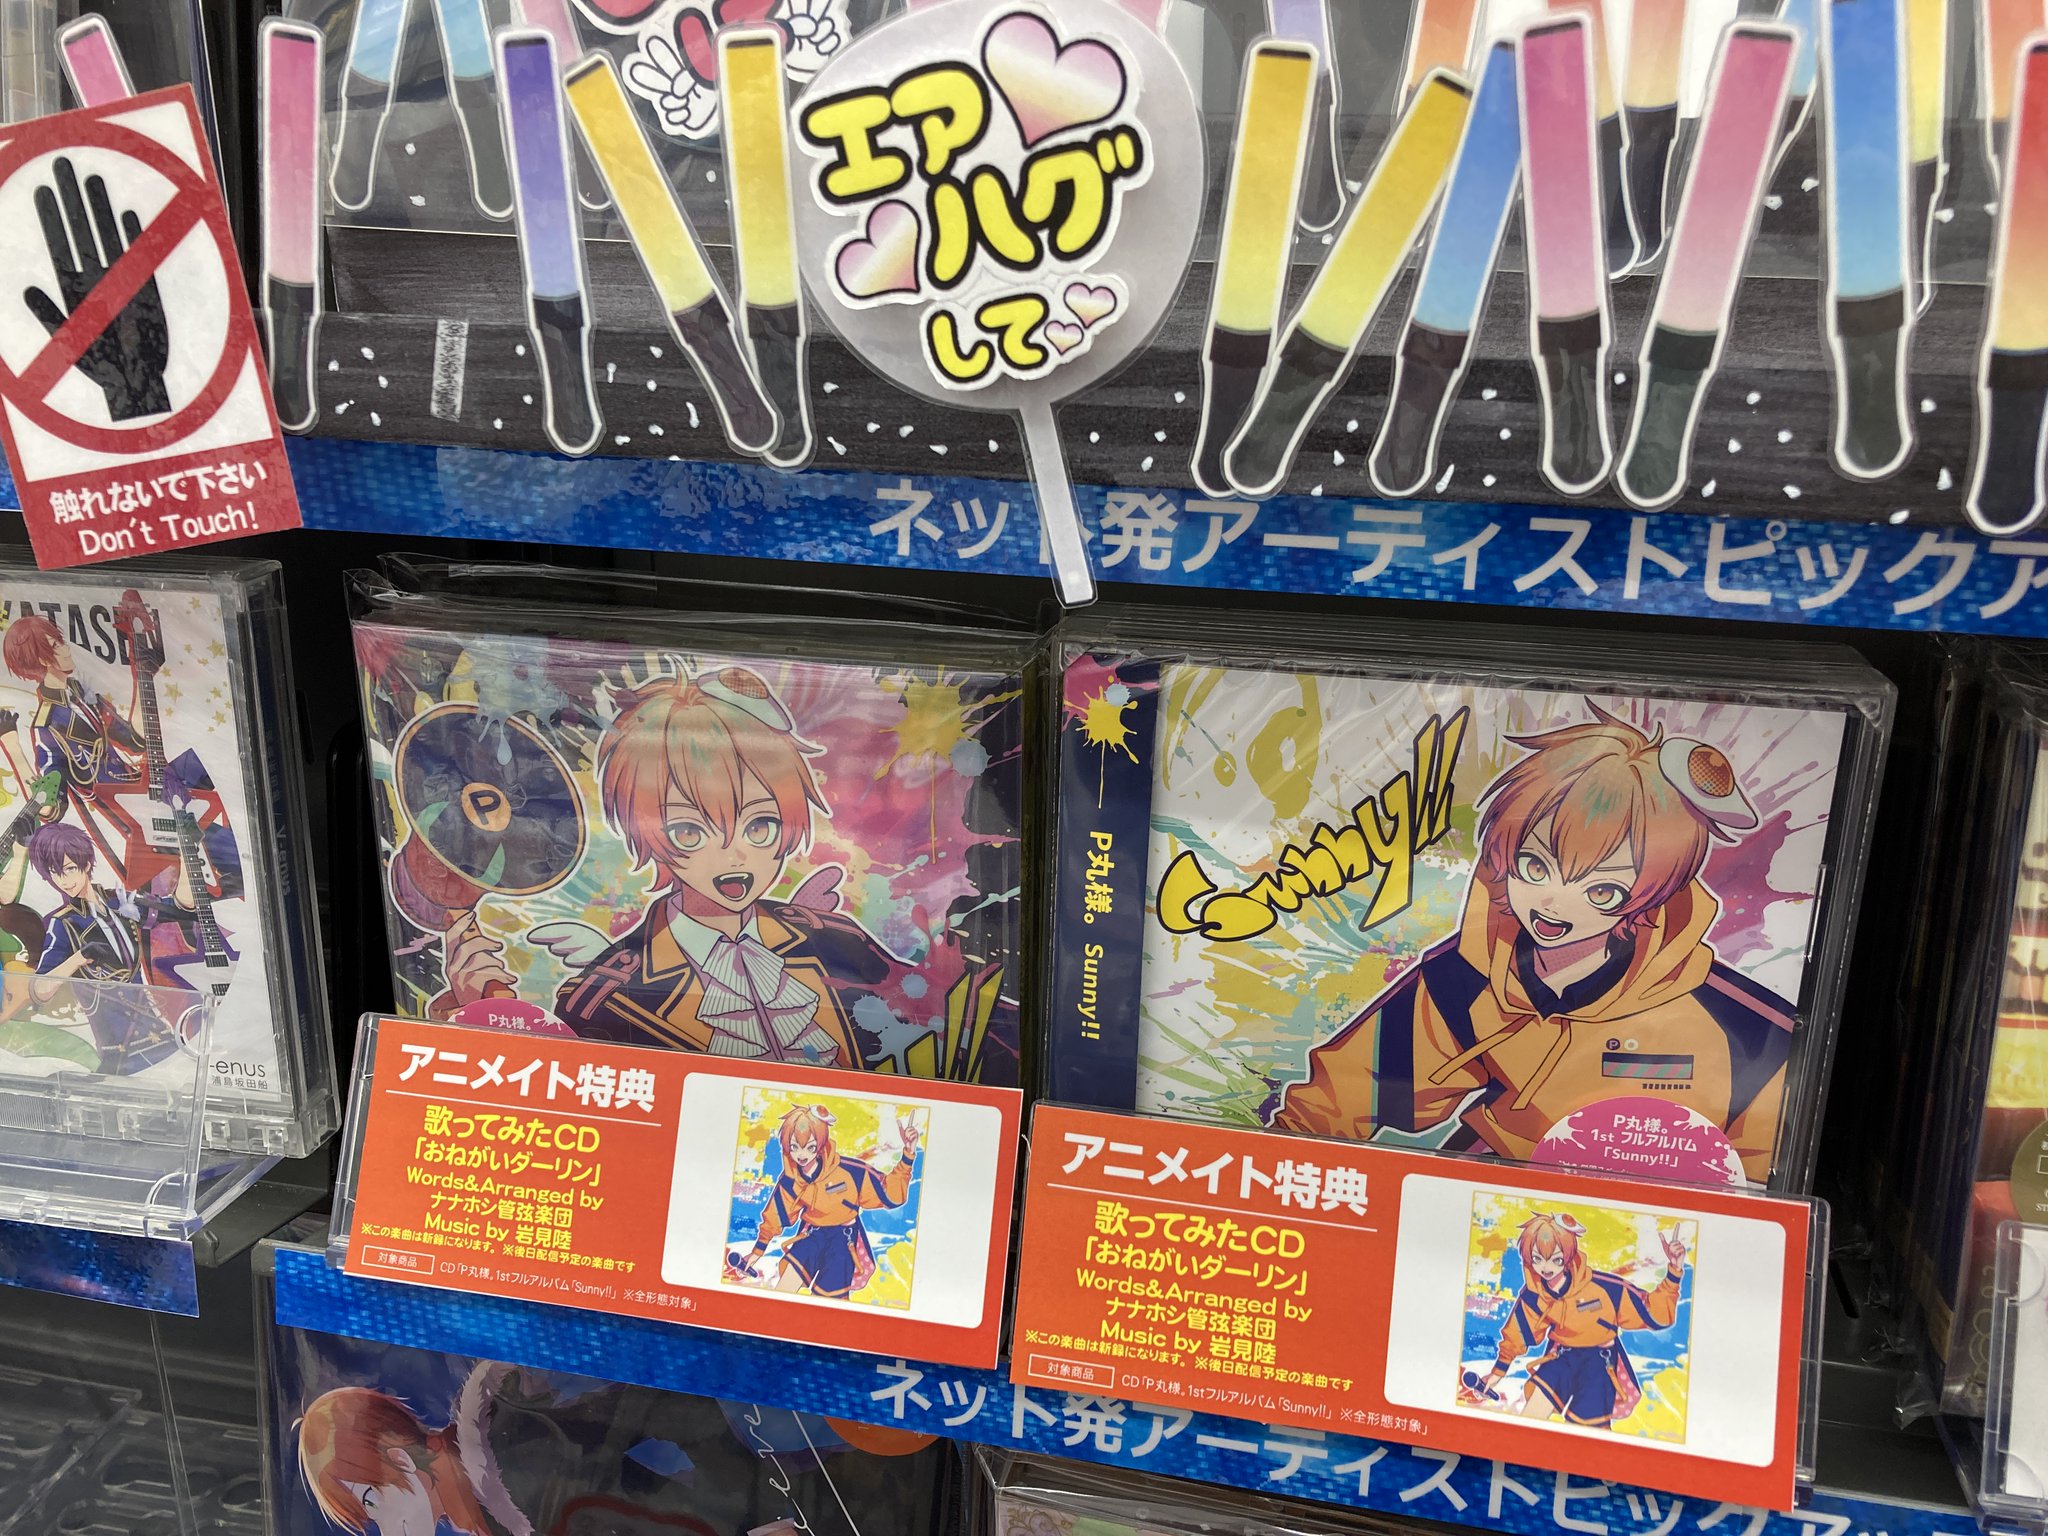 エア
ハグ
して
触れないで下さい
Don't Touch!
ネット発アーティストピックア
-enus
浦島坂田船
P
P丸様。
P丸様。 Sunny!!
Sunny!!
P丸様。
1st フルアルバム
「Sunny!!」
アニメイト特典
歌ってみたCD
「おねがいダーリン」
Words&Arranged by
ナナホシ管弦楽団
Music by 岩見陸
※この楽曲は新録になります。 ※後日配信予定の楽曲です
対象商品 CD「P丸様。1stフルアルバム「Sunny!!」 ※全形態対象」
アニメイト特典
歌ってみたCD
「おねがいダーリン」
Words&Arranged by
ナナホシ管弦楽団
Music by 岩見陸
※この楽曲は新録になります。 ※後日配信予定の楽曲です
対象商品 CD「P丸様。1stフルアルバム「Sunny!!」 ※全形態対象」
ネット発アーティストピックア